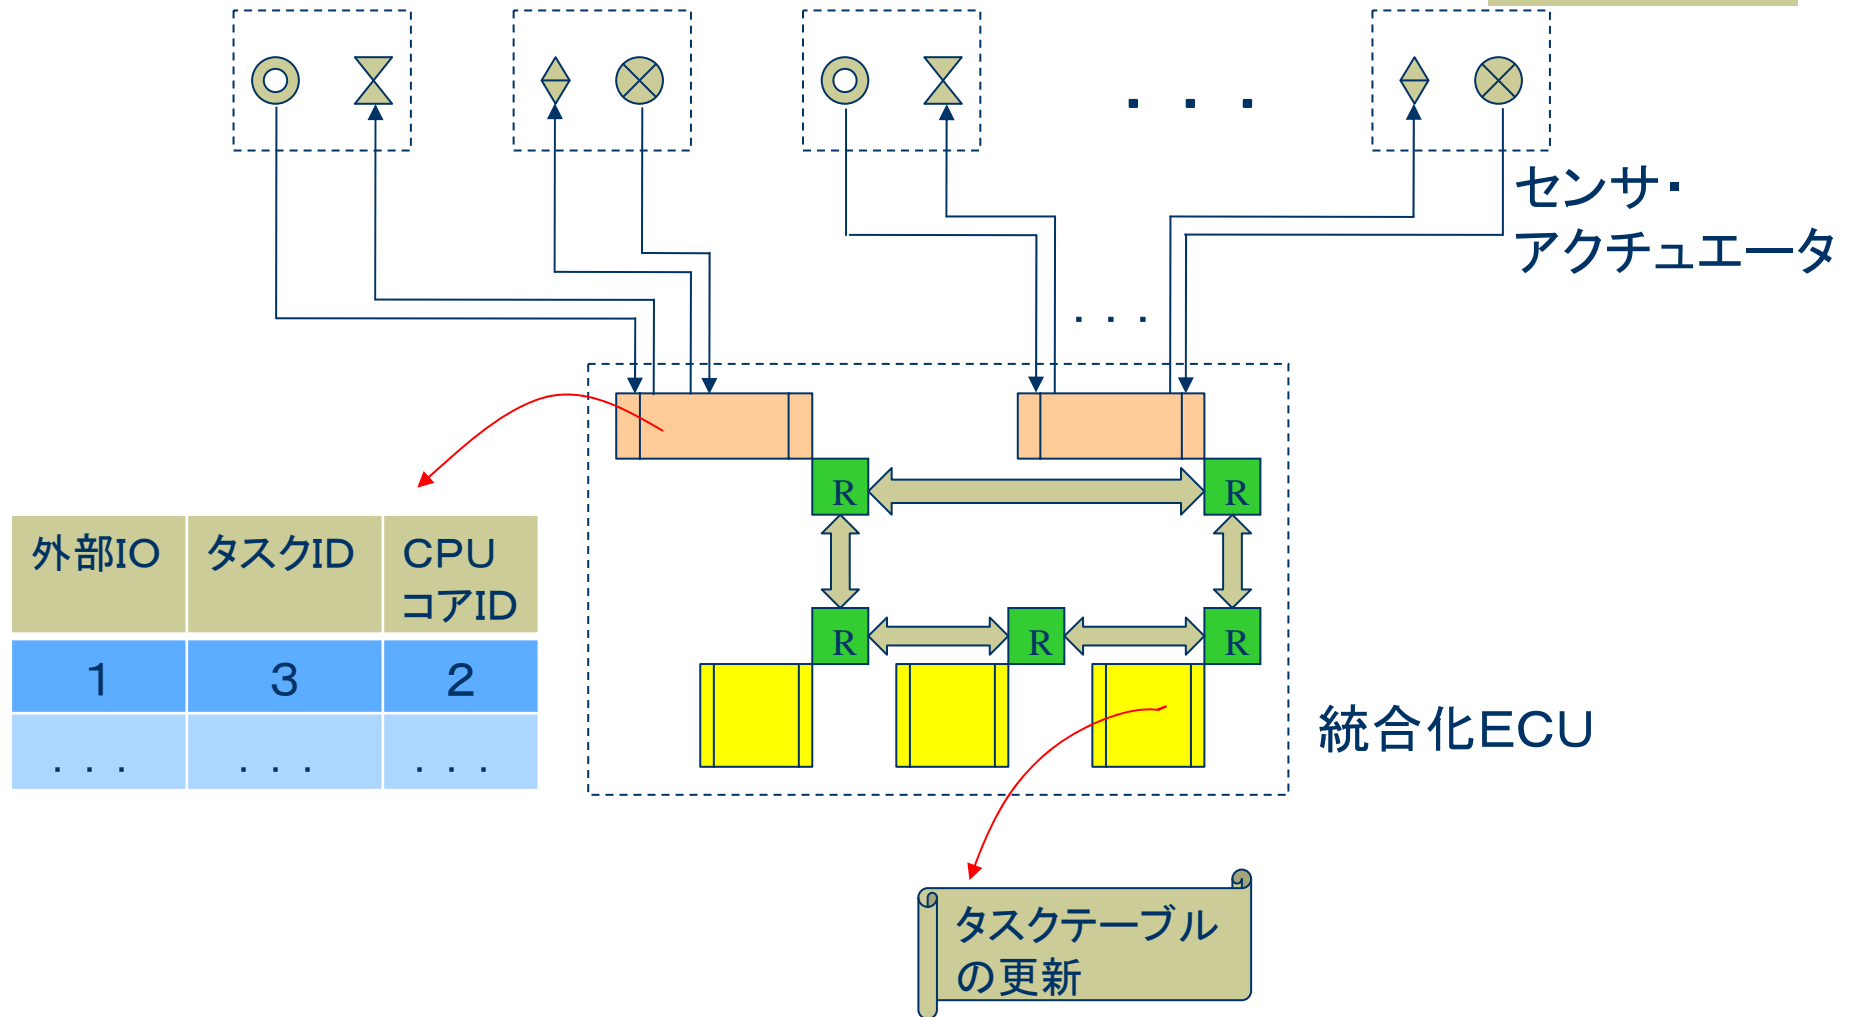 ・ ・ ・
センサ・
アクチュエータ
・ ・ ・
R
R
外部IO
タスクID
CPU
コアID
1
3
2
. . .
. . .
. . .
R
R
R
統合化ECU
タスクテーブル
の更新